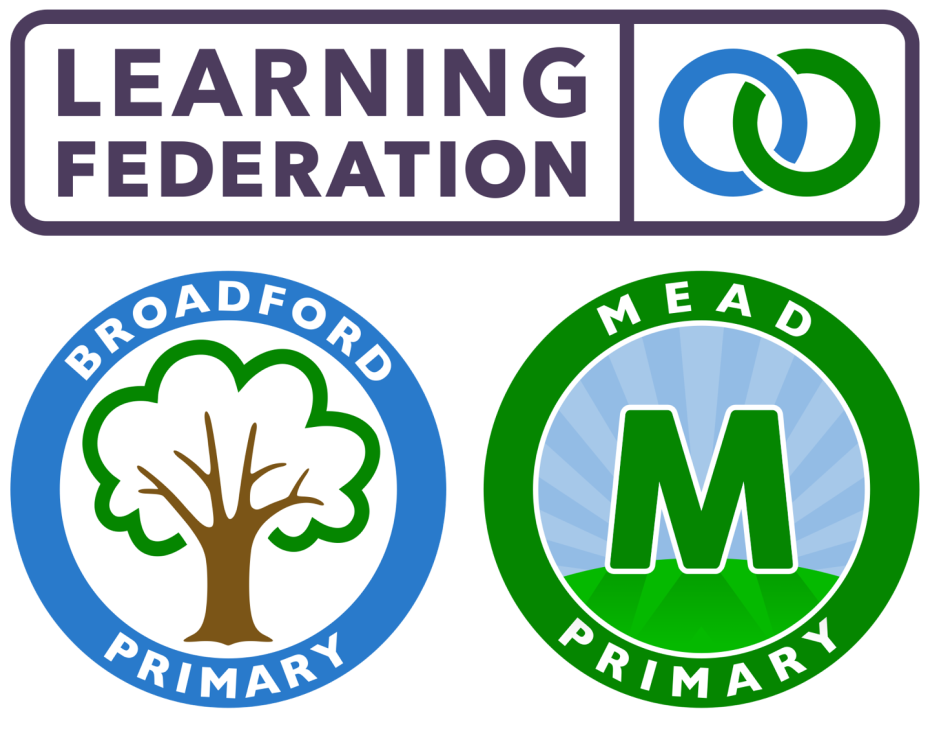 LEARNING
FEDERATION
BROADFORD
PRIMARY
MEAD
M
PRIMARY